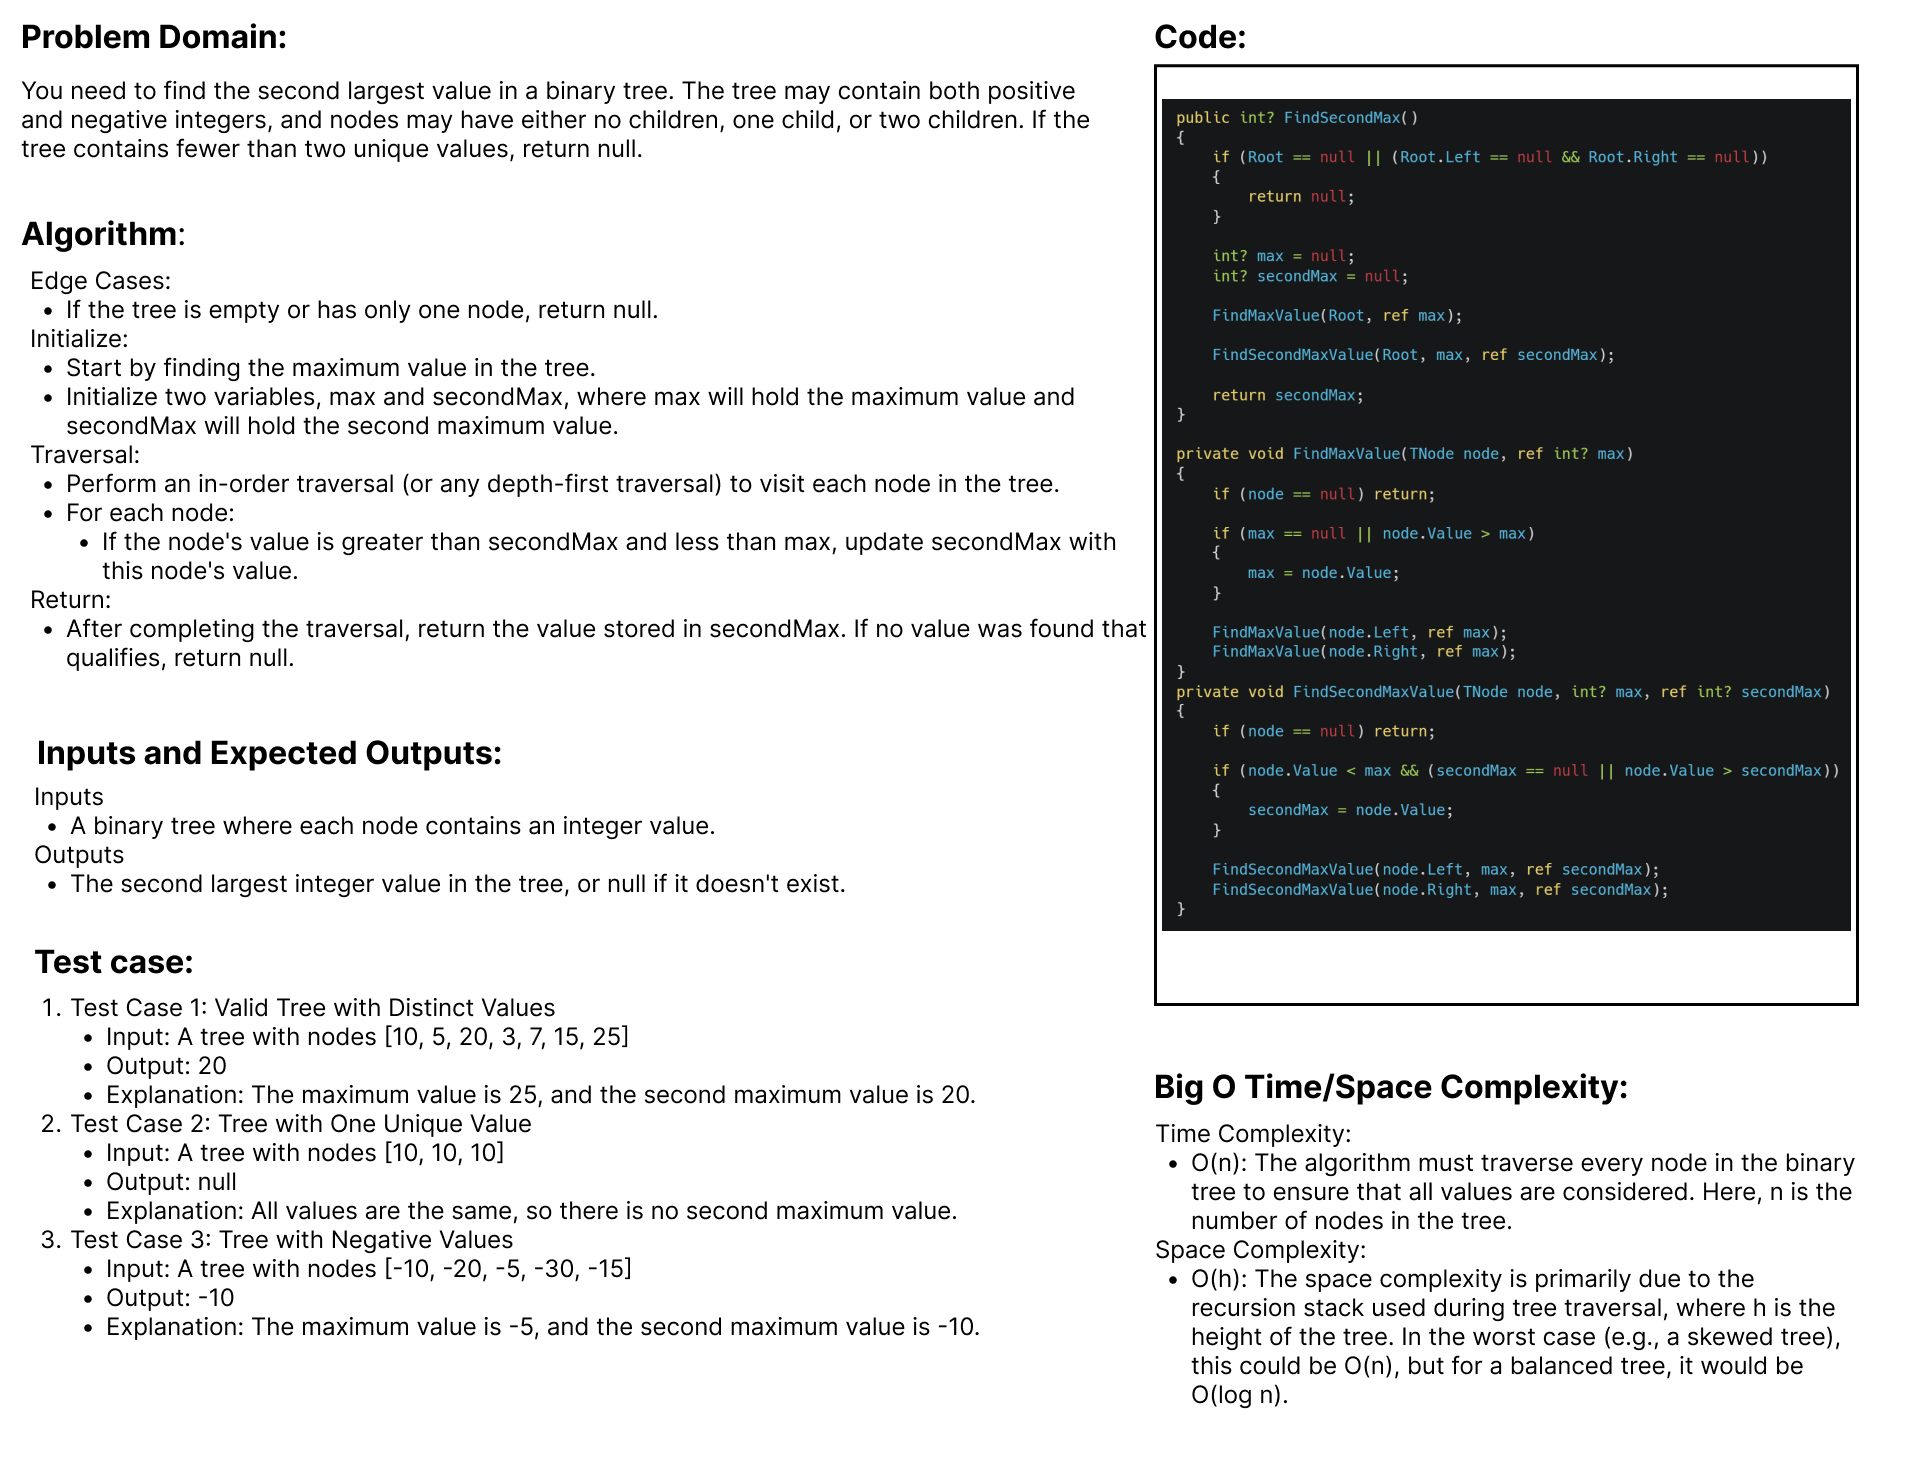 Problem Domain:
You need to find the second largest value in a binary tree. The tree may contain both positive
and negative integers, and nodes may have either no children, one child, or two children. If the
tree contains fewer than two unique values, return null.
Algorithm:
Edge Cases:
• If the tree is empty or has only one node, return null.
Initialize:
• Start by finding the maximum value in the tree.
• Initialize two variables, max and secondMax, where max will hold the maximum value and
secondMax will hold the second maximum value.
Traversal:
• Perform an in-order traversal (or any depth-first traversal) to visit each node in the tree.
• For each node:
• If the node's value is greater than secondMax and less than max, update secondMax with
this node's value.
Return:
• After completing the traversal, return the value stored in secondMax. If no value was found that
qualifies, return null.
Inputs and Expected Outputs:
Inputs
• A binary tree where each node contains an integer value.
Outputs
• The second largest integer value in the tree, or null if it doesn't exist.
Test case:
1. Test Case 1: Valid Tree with Distinct Values
• Input: A tree with nodes [10, 5, 20, 3, 7, 15, 25]
• Output: 20
• Explanation: The maximum value is 25, and the second maximum value is 20.
2. Test Case 2: Tree with One Unique Value
• Input: A tree with nodes [10, 10, 10]
• Output: null
• Explanation: All values are the same, so there is no second maximum value.
3. Test Case 3: Tree with Negative Values
• Input: A tree with nodes [-10, -20, -5, -30, -15]
• Output: -10
• Explanation: The maximum value is -5, and the second maximum value is -10.
Code:
public int? FindSecondMax()
{
    if (Root == null || (Root.Left == null && Root.Right == null))
    {
        return null;
    }
    int? max = null;
    int? secondMax = null;
    FindMaxValue(Root, ref max);
    FindSecondMaxValue(Root, max, ref secondMax);
    return secondMax;
}
private void FindMaxValue(TNode node, ref int? max)
{
    if (node == null) return;
    if (max == null || node.Value > max)
    {
        max = node.Value;
    }
    FindMaxValue(node.Left, ref max);
    FindMaxValue(node.Right, ref max);
}
private void FindSecondMaxValue(TNode node, int? max, ref int? secondMax)
{
    if (node == null) return;
    if (node.Value < max && (secondMax == null || node.Value > secondMax))
    {
        secondMax = node.Value;
    }
    FindSecondMaxValue(node.Left, max, ref secondMax);
    FindSecondMaxValue(node.Right, max, ref secondMax);
}
Big O Time/Space Complexity:
Time Complexity:
• O(n): The algorithm must traverse every node in the binary
tree to ensure that all values are considered. Here, n is the
number of nodes in the tree.
Space Complexity:
• O(h): The space complexity is primarily due to the
recursion stack used during tree traversal, where h is the
height of the tree. In the worst case (e.g., a skewed tree),
this could be O(n), but for a balanced tree, it would be
O(log n).